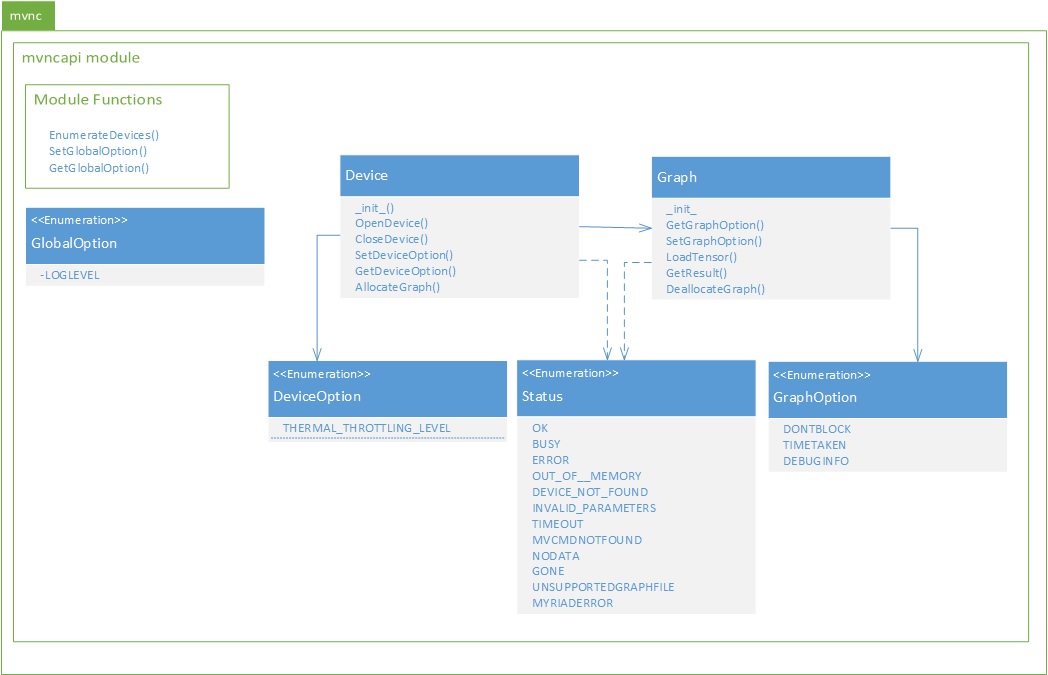 mvnc
mvncapi module
Module Functions
EnumerateDevices()
SetGlobalOption()
GetGlobalOption()
<<Enumeration>>
GlobalOption
-LOGLEVEL
Device
_init_()
OpenDevice()
CloseDevice()
SetDeviceOption()
GetDeviceOption()
AllocateGraph()
Graph
_init_
GetGraphOption()
SetGraphOption()
LoadTensor()
GetResult()
DeallocateGraph()
<<Enumeration>>
DeviceOption
THERMAL_THROTTLING_LEVEL
<<Enumeration>>
Status
OK
BUSY
ERROR
OUT_OF__MEMORY
DEVICE_NOT_FOUND
INVALID_PARAMETERS
TIMEOUT
MVCMDNOTFOUND
NODATA
GONE
UNSUPPORTEDGRAPHFILE
MYRIADERROR
<<Enumeration>>
GraphOption
DONTBLOCK
TIMETAKEN
DEBUGINFO